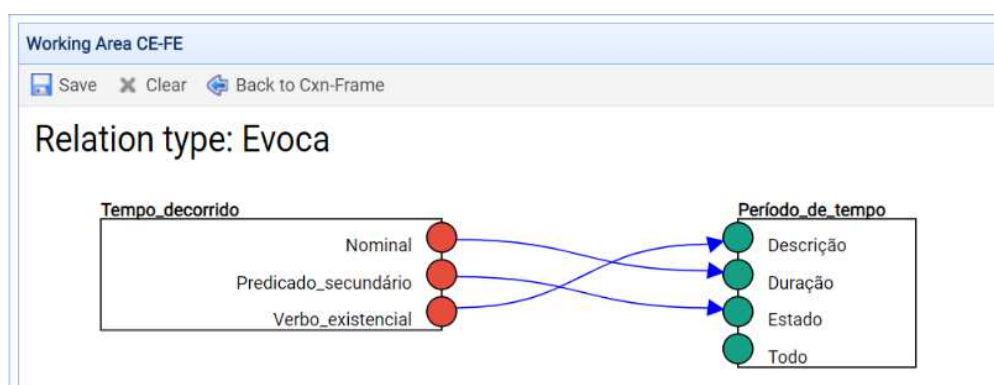 Working Area CE-FE
Save Clear Back to Cxn-Frame
Relation type: Evoca
Tempo_decorrido
Nominal
Predicado_secundário
Verbo_existencial
Período_de_tempo
Descrição
Duração
Estado
Todo